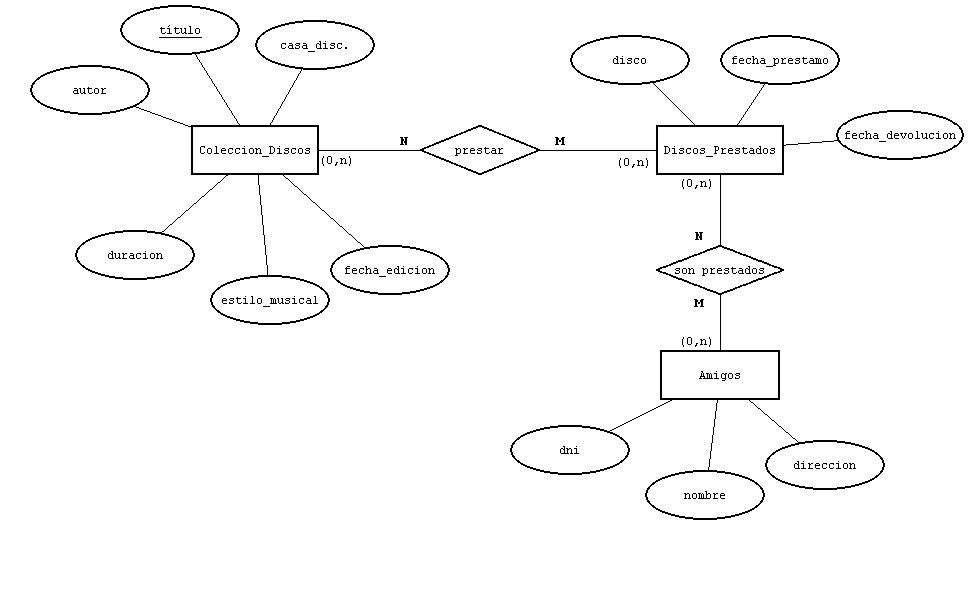 título
casa_disc.
autor
disco
fecha_prestamo
fecha_devolucion
Coleccion_Discos
N
prestar
M
Discos_Prestados
(0,n)
(0,n)
(0,n)
duracion
estilo_musical
fecha_edicion
N
son prestados
M
(0,n)
Amigos
dni
nombre
direccion